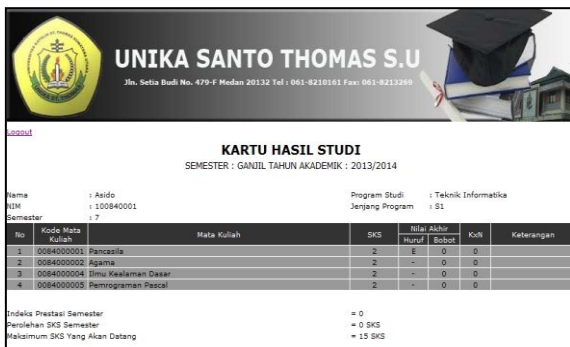 UNIKA SANTO THOMAS S.U
Jln. Setia Budi No. 479-F Medan 20132 Tel : 061-8210161 Fax: 061-8213269
Logout
KARTU HASIL STUDI
SEMESTER : GANJIL TAHUN AKADEMIK : 2013/2014
Nama : Asido Program Studi : Teknik Informatika
NIM : 100840001 Jenjang Program : S1
Semester : 7
No Kode Mata Kuliah Mata Kuliah SKS Nilai Akhir Huruf Bobot KxN Keterangan
1 0084000001 Pancasila 2 E 0 0
2 0084000002 Agama 2 - 0 0
3 0084000004 Ilmu Kealaman Dasar 2 - 0 0
4 0084000005 Pemrograman Pascal 2 - 0 0
Indeks Prestasi Semester = 0
Perolehan SKS Semester = 0 SKS
Maksimum SKS Yang Akan Datang = 15 SKS